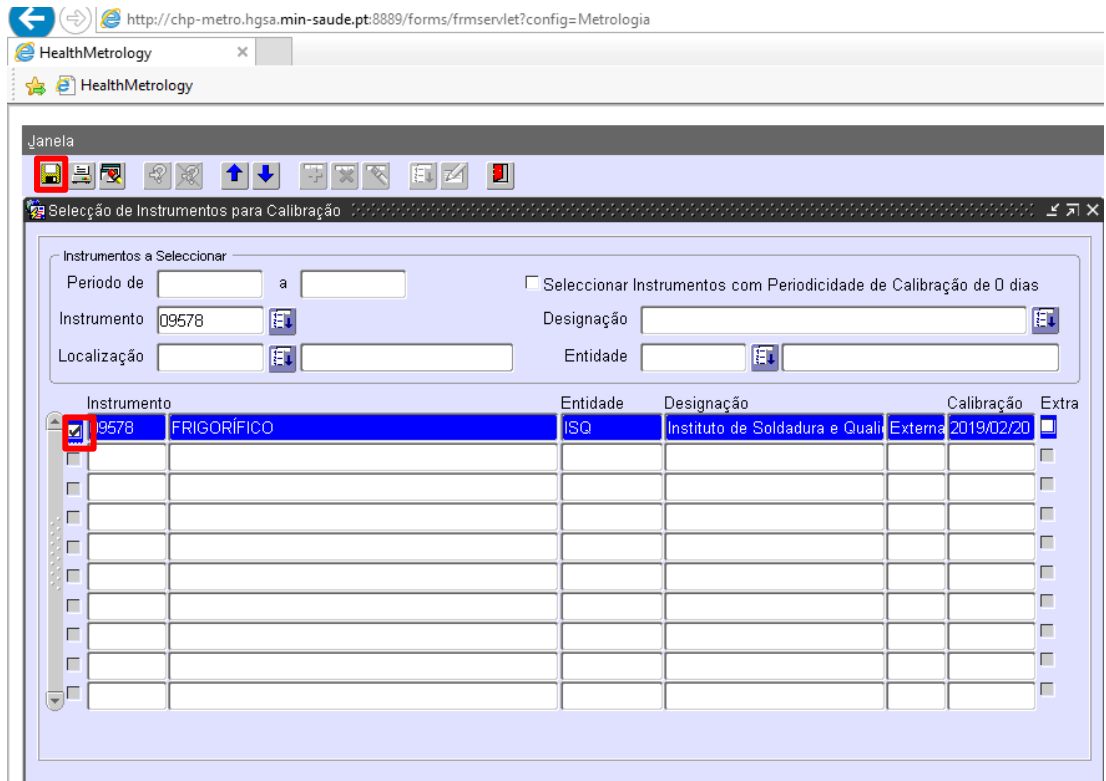 http://chp-metro.hgsa.min-saude.pt:8889/forms/frmservlet?config=Metrologia
HealthMetrology
HealthMetrology
Janela
Selecção de Instrumentos para Calibração
Instrumentos a Seleccionar
Periodo de a Seleccionar Instrumentos com Periodicidade de Calibração de 0 dias
Instrumento 09578 Designação
Localização Entidade
Instrumento Entidade Designação Calibração Extra
09578 FRIGORÍFICO ISQ Instituto de Soldadura e Quali Externa 2019/02/20